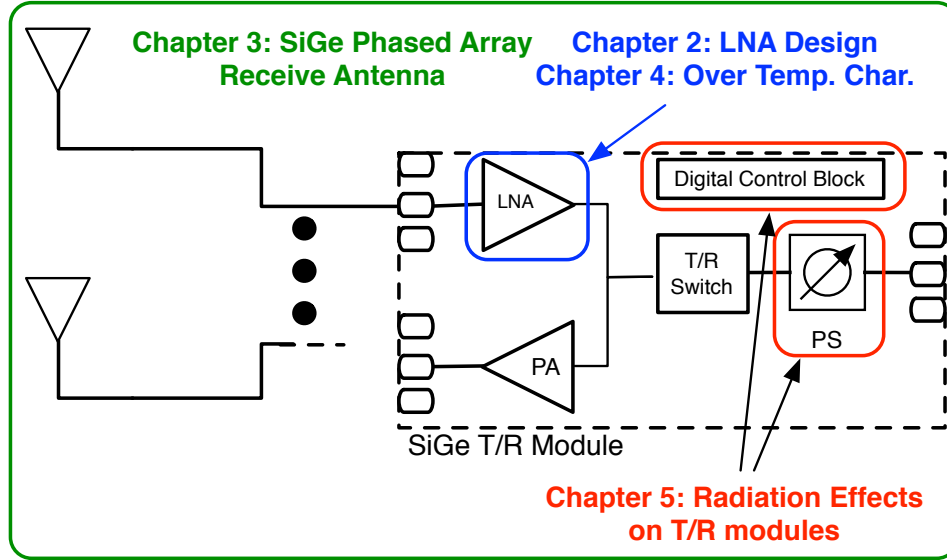 Chapter 3: SiGe Phased Array
Receive Antenna
Chapter 2: LNA Design
Chapter 4: Over Temp. Char.
LNA
Digital Control Block
T/R
Switch
PS
PA
SiGe T/R Module
Chapter 5: Radiation Effects
on T/R modules